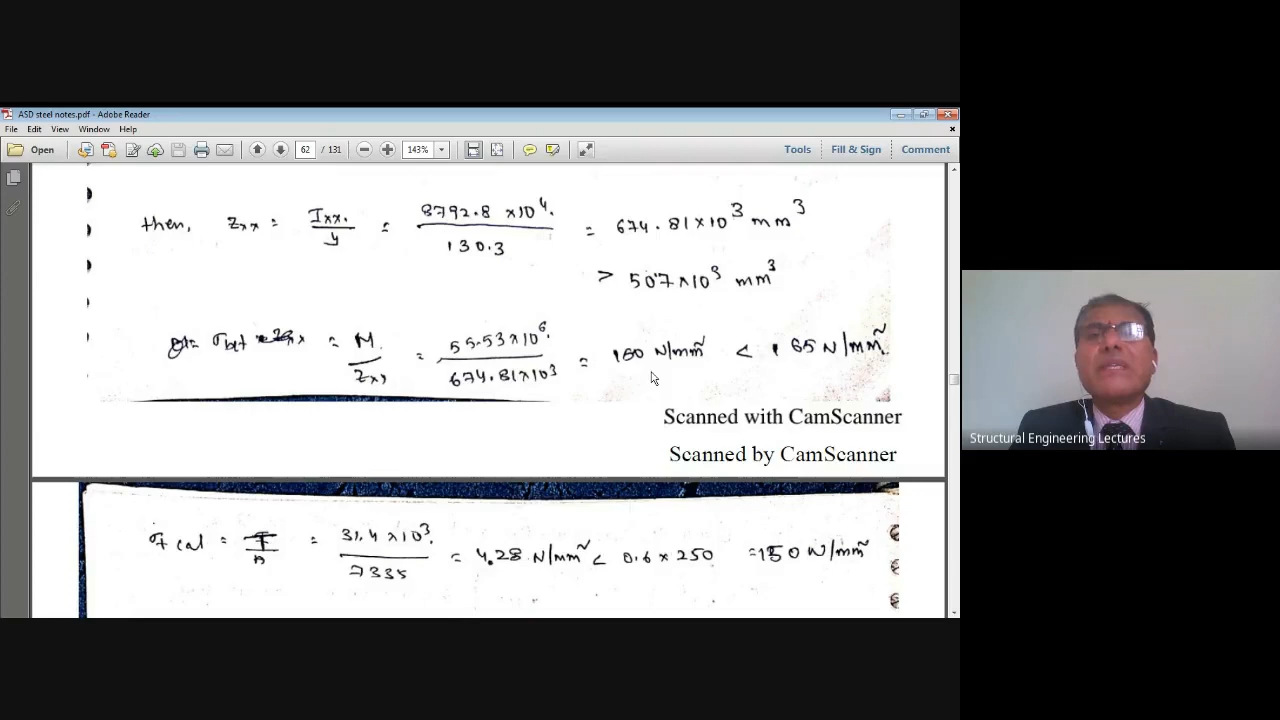 ASD steel notes.pdf - Adobe Reader
File Edit View Window Help
Open 62 / 131 143% Tools Fill & Sign Comment
then, Zxx = Ixx. / y = 8792.8 ×10⁴. / 130.3 = 674.81×10³ mm³
> 507×10³ mm³
σbt = M / Zxx = 55.53×10⁶ / 674.81×10³ = 160 N/mm² < 165 N/mm²
Scanned with CamScanner
Scanned by CamScanner
σt cal = T / A = 31.4 ×10³. / 7335 = 4.28 N/mm² < 0.6 × 250 = 150 N/mm²
Structural Engineering Lectures